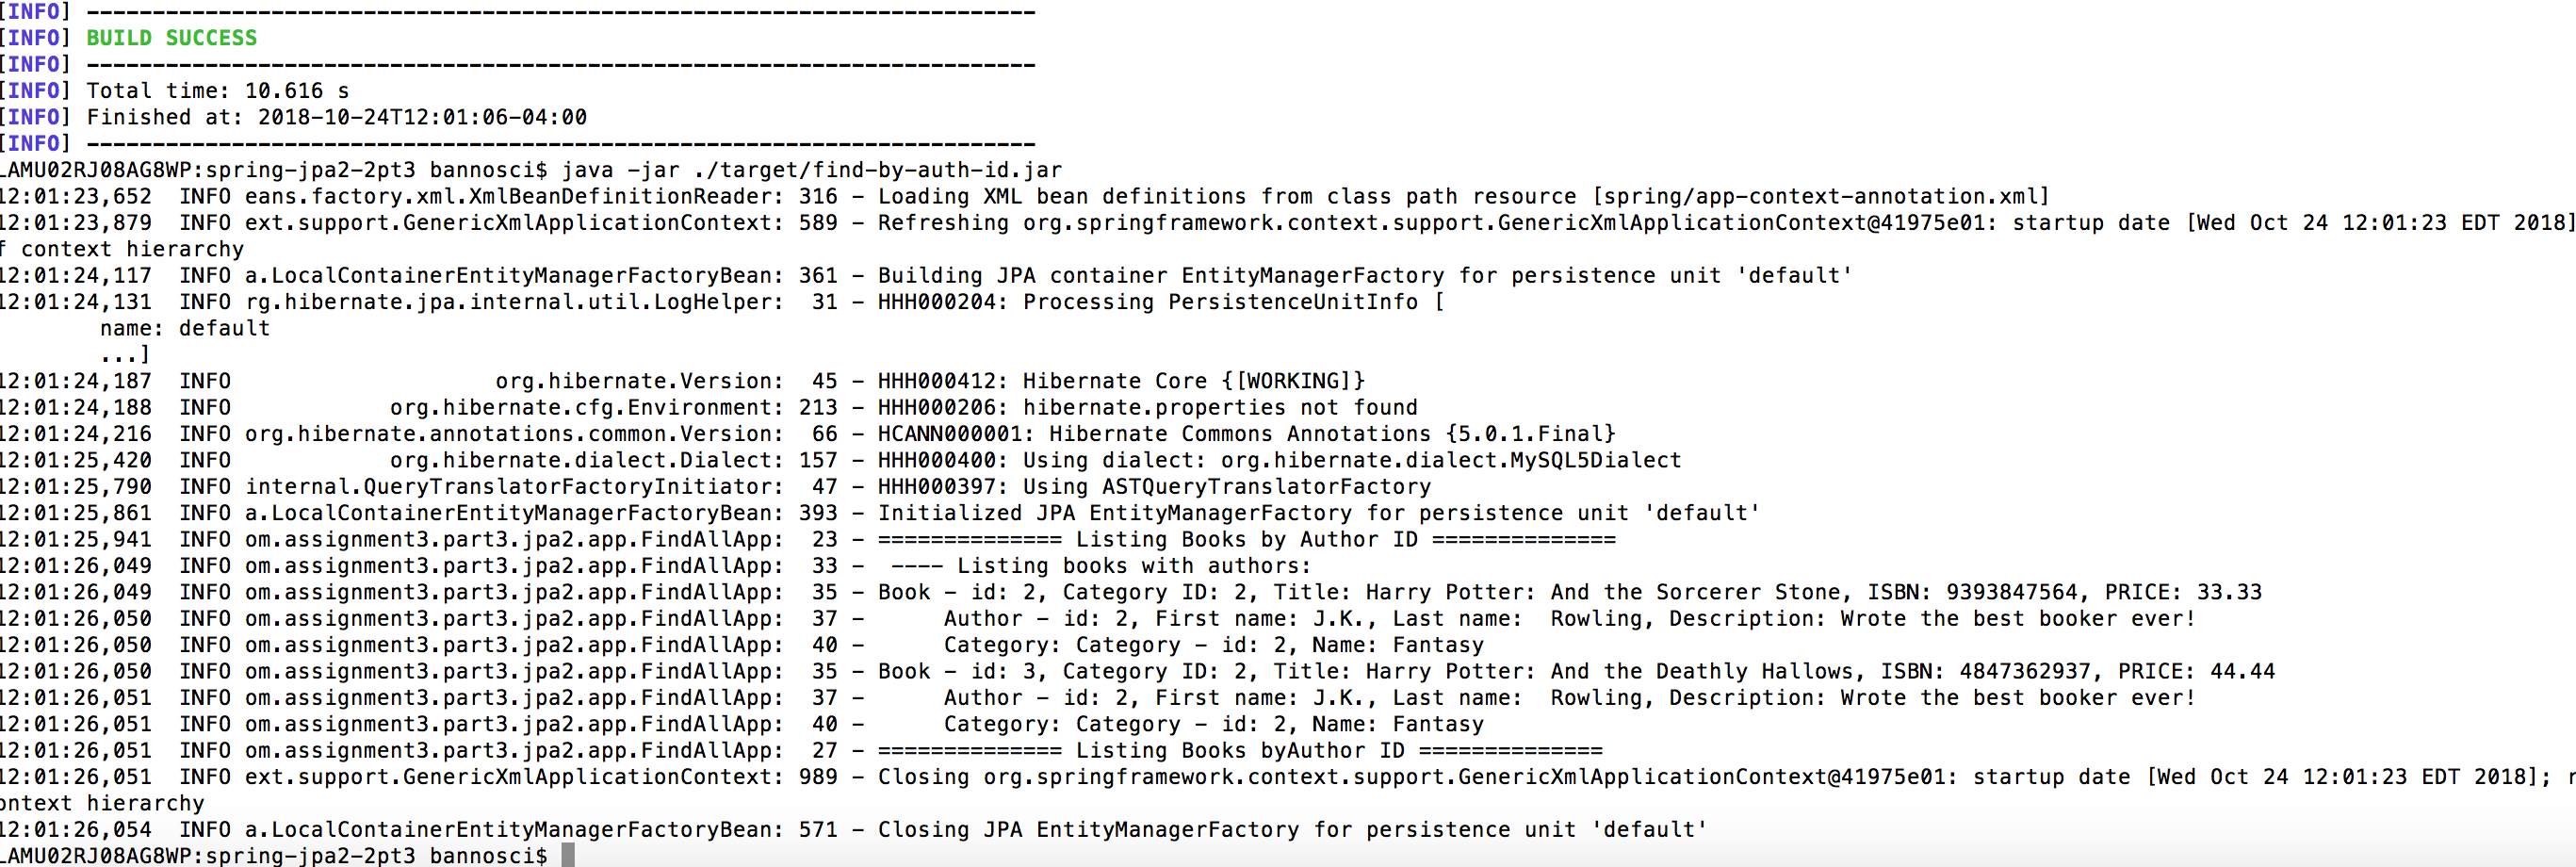 [INFO] ------------------------------------------------------------------------
[INFO] BUILD SUCCESS
[INFO] ------------------------------------------------------------------------
[INFO] Total time: 10.616 s
[INFO] Finished at: 2018-10-24T12:01:06-04:00
[INFO] ------------------------------------------------------------------------
LAMU02RJ08AG8WP:spring-jpa2-2pt3 bannosci$ java -jar ./target/find-by-auth-id.jar
12:01:23,652  INFO eans.factory.xml.XmlBeanDefinitionReader: 316 - Loading XML bean definitions from class path resource [spring/app-context-annotation.xml]
12:01:23,879  INFO ext.support.GenericXmlApplicationContext: 589 - Refreshing org.springframework.context.support.GenericXmlApplicationContext@41975e01: startup date [Wed Oct 24 12:01:23 EDT 2018]
f context hierarchy
12:01:24,117  INFO a.LocalContainerEntityManagerFactoryBean: 361 - Building JPA container EntityManagerFactory for persistence unit 'default'
12:01:24,131  INFO rg.hibernate.jpa.internal.util.LogHelper:  31 - HHH000204: Processing PersistenceUnitInfo [
name: default
...]
12:01:24,187  INFO                    org.hibernate.Version:  45 - HHH000412: Hibernate Core {[WORKING]}
12:01:24,188  INFO            org.hibernate.cfg.Environment: 213 - HHH000206: hibernate.properties not found
12:01:24,216  INFO org.hibernate.annotations.common.Version:  66 - HCANN000001: Hibernate Commons Annotations {5.0.1.Final}
12:01:25,420  INFO            org.hibernate.dialect.Dialect: 157 - HHH000400: Using dialect: org.hibernate.dialect.MySQL5Dialect
12:01:25,790  INFO internal.QueryTranslatorFactoryInitiator:  47 - HHH000397: Using ASTQueryTranslatorFactory
12:01:25,861  INFO a.LocalContainerEntityManagerFactoryBean: 393 - Initialized JPA EntityManagerFactory for persistence unit 'default'
12:01:25,941  INFO om.assignment3.part3.jpa2.app.FindAllApp:  23 - ============== Listing Books by Author ID ==============
12:01:26,049  INFO om.assignment3.part3.jpa2.app.FindAllApp:  33 -  ---- Listing books with authors:
12:01:26,049  INFO om.assignment3.part3.jpa2.app.FindAllApp:  35 - Book - id: 2, Category ID: 2, Title: Harry Potter: And the Sorcerer Stone, ISBN: 9393847564, PRICE: 33.33
12:01:26,050  INFO om.assignment3.part3.jpa2.app.FindAllApp:  37 -      Author - id: 2, First name: J.K., Last name:  Rowling, Description: Wrote the best booker ever!
12:01:26,050  INFO om.assignment3.part3.jpa2.app.FindAllApp:  40 -      Category: Category - id: 2, Name: Fantasy
12:01:26,050  INFO om.assignment3.part3.jpa2.app.FindAllApp:  35 - Book - id: 3, Category ID: 2, Title: Harry Potter: And the Deathly Hallows, ISBN: 4847362937, PRICE: 44.44
12:01:26,051  INFO om.assignment3.part3.jpa2.app.FindAllApp:  37 -      Author - id: 2, First name: J.K., Last name:  Rowling, Description: Wrote the best booker ever!
12:01:26,051  INFO om.assignment3.part3.jpa2.app.FindAllApp:  40 -      Category: Category - id: 2, Name: Fantasy
12:01:26,051  INFO om.assignment3.part3.jpa2.app.FindAllApp:  27 - ============== Listing Books byAuthor ID ==============
12:01:26,051  INFO ext.support.GenericXmlApplicationContext: 989 - Closing org.springframework.context.support.GenericXmlApplicationContext@41975e01: startup date [Wed Oct 24 12:01:23 EDT 2018]; r
ontext hierarchy
12:01:26,054  INFO a.LocalContainerEntityManagerFactoryBean: 571 - Closing JPA EntityManagerFactory for persistence unit 'default'
LAMU02RJ08AG8WP:spring-jpa2-2pt3 bannosci$